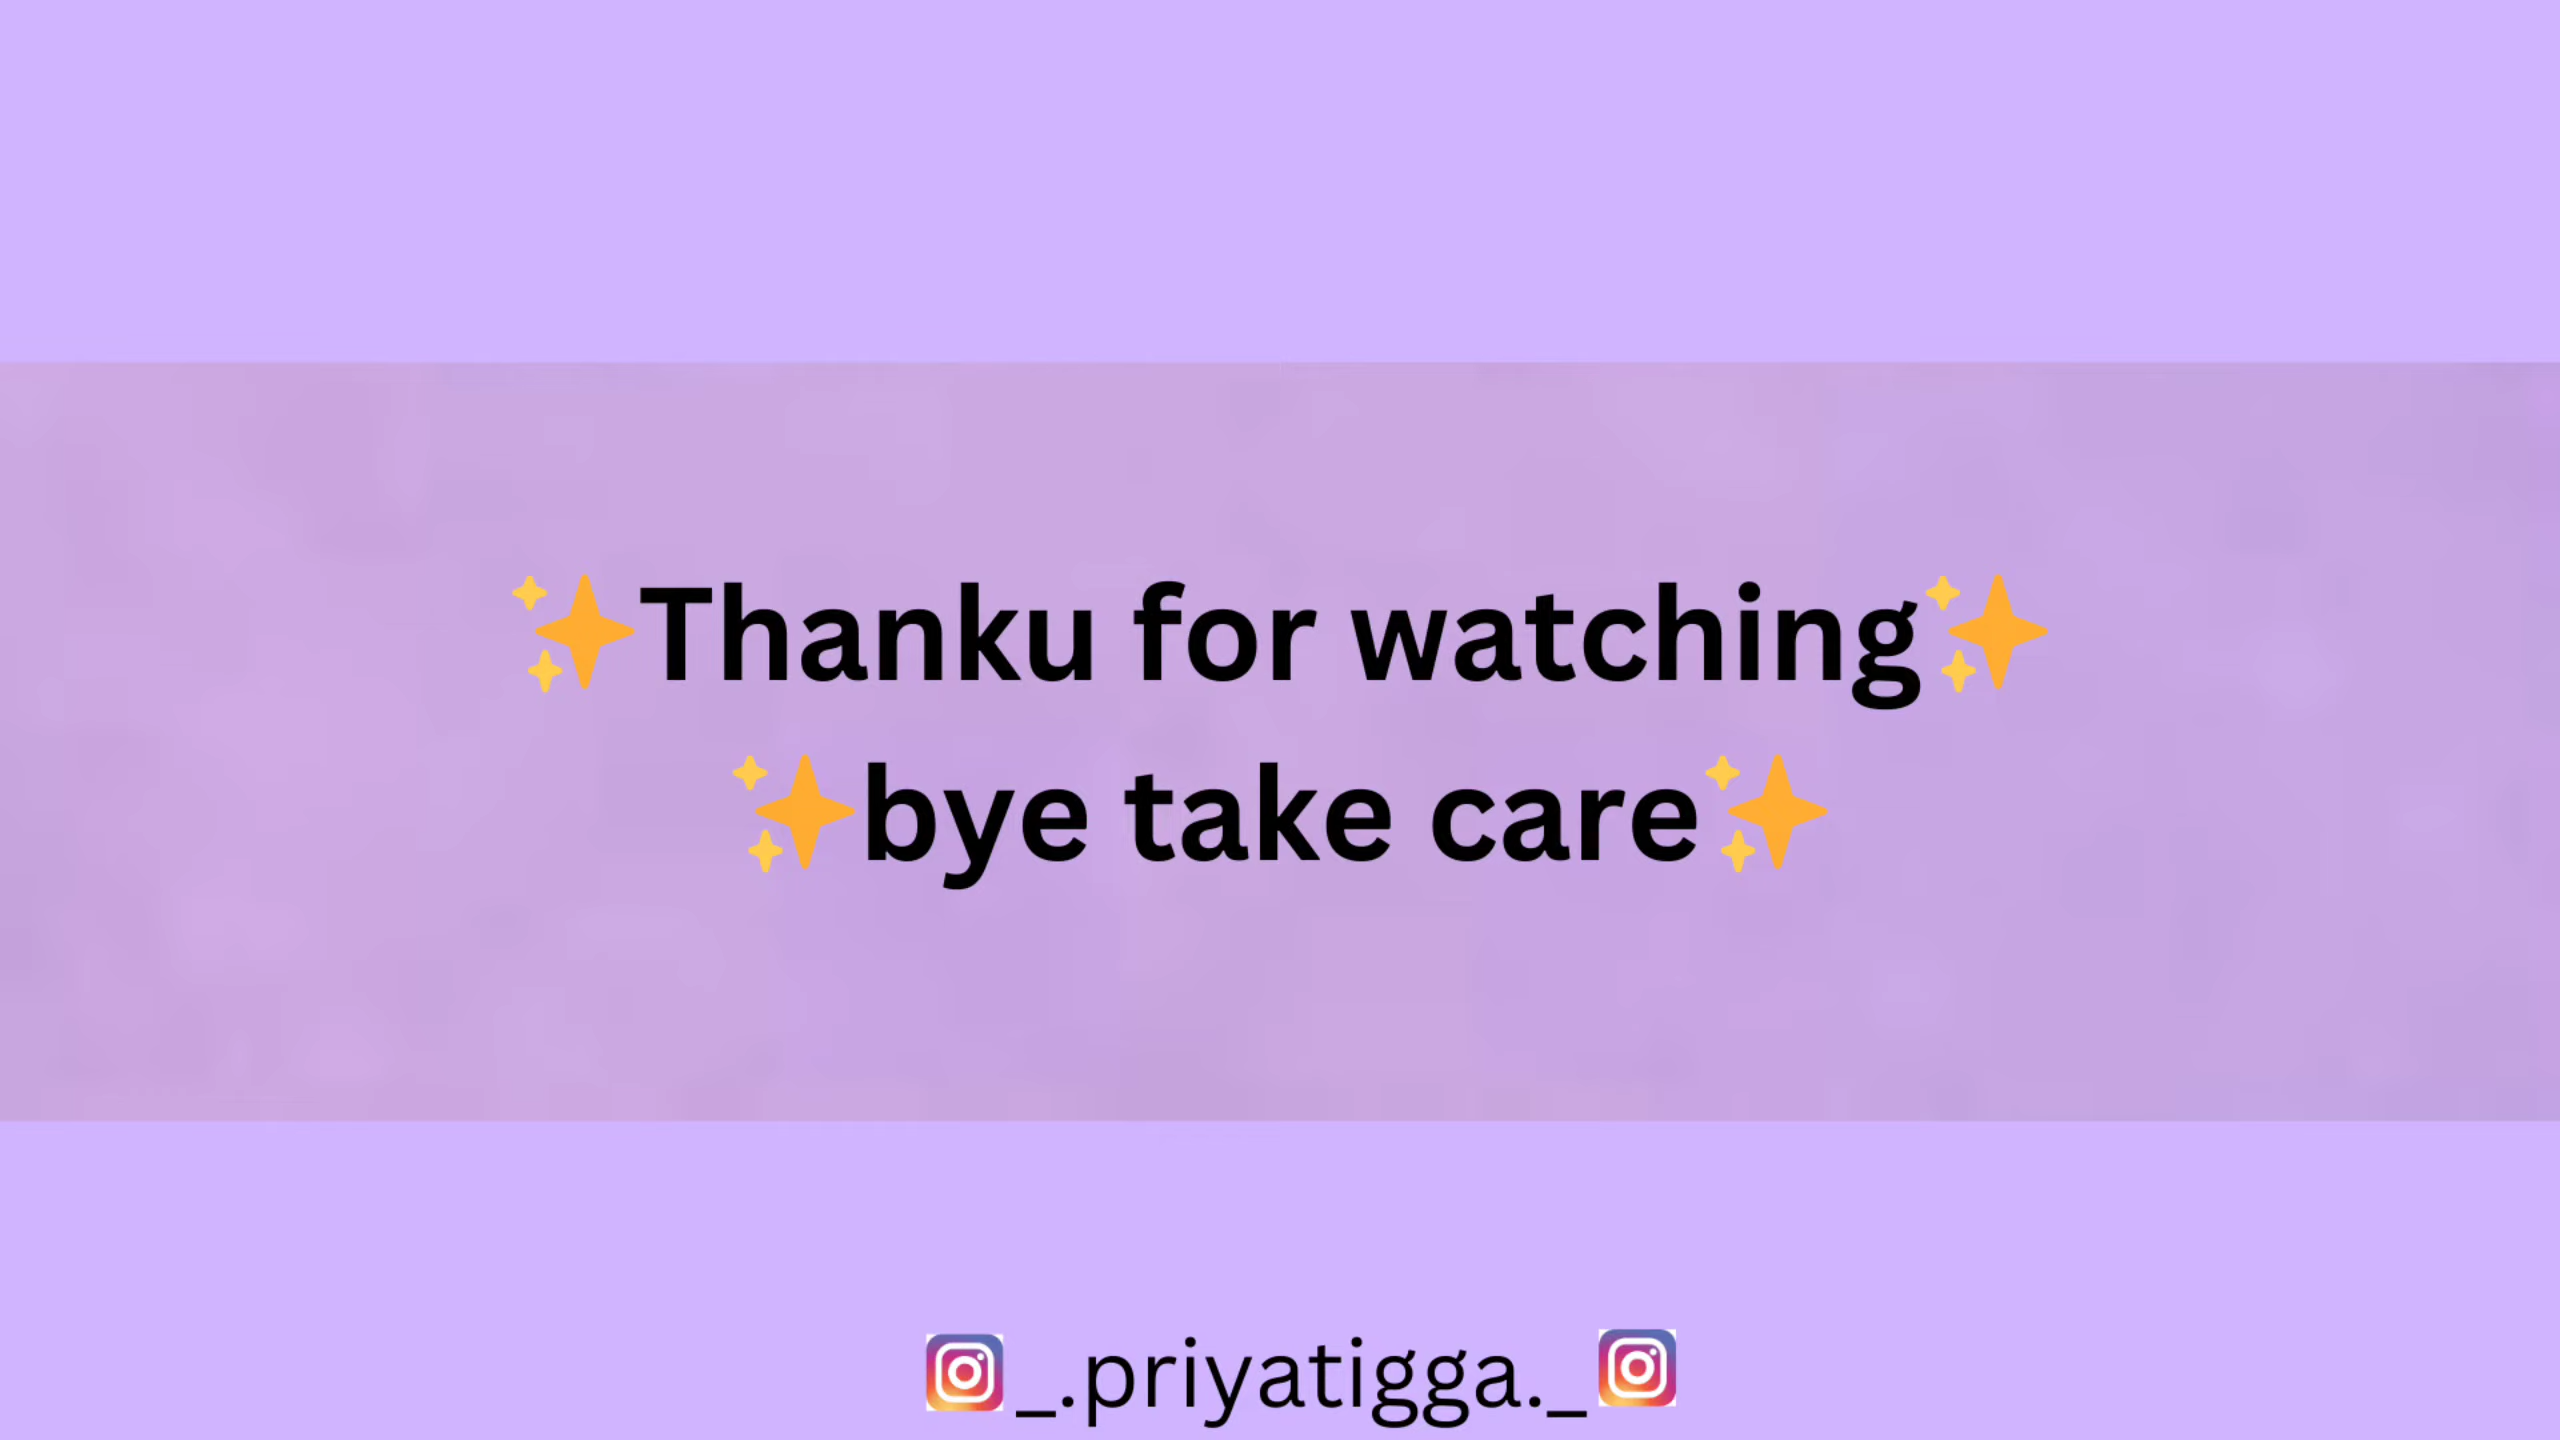 ✨Thanku for watching✨
✨bye take care✨
_.priyatigga._